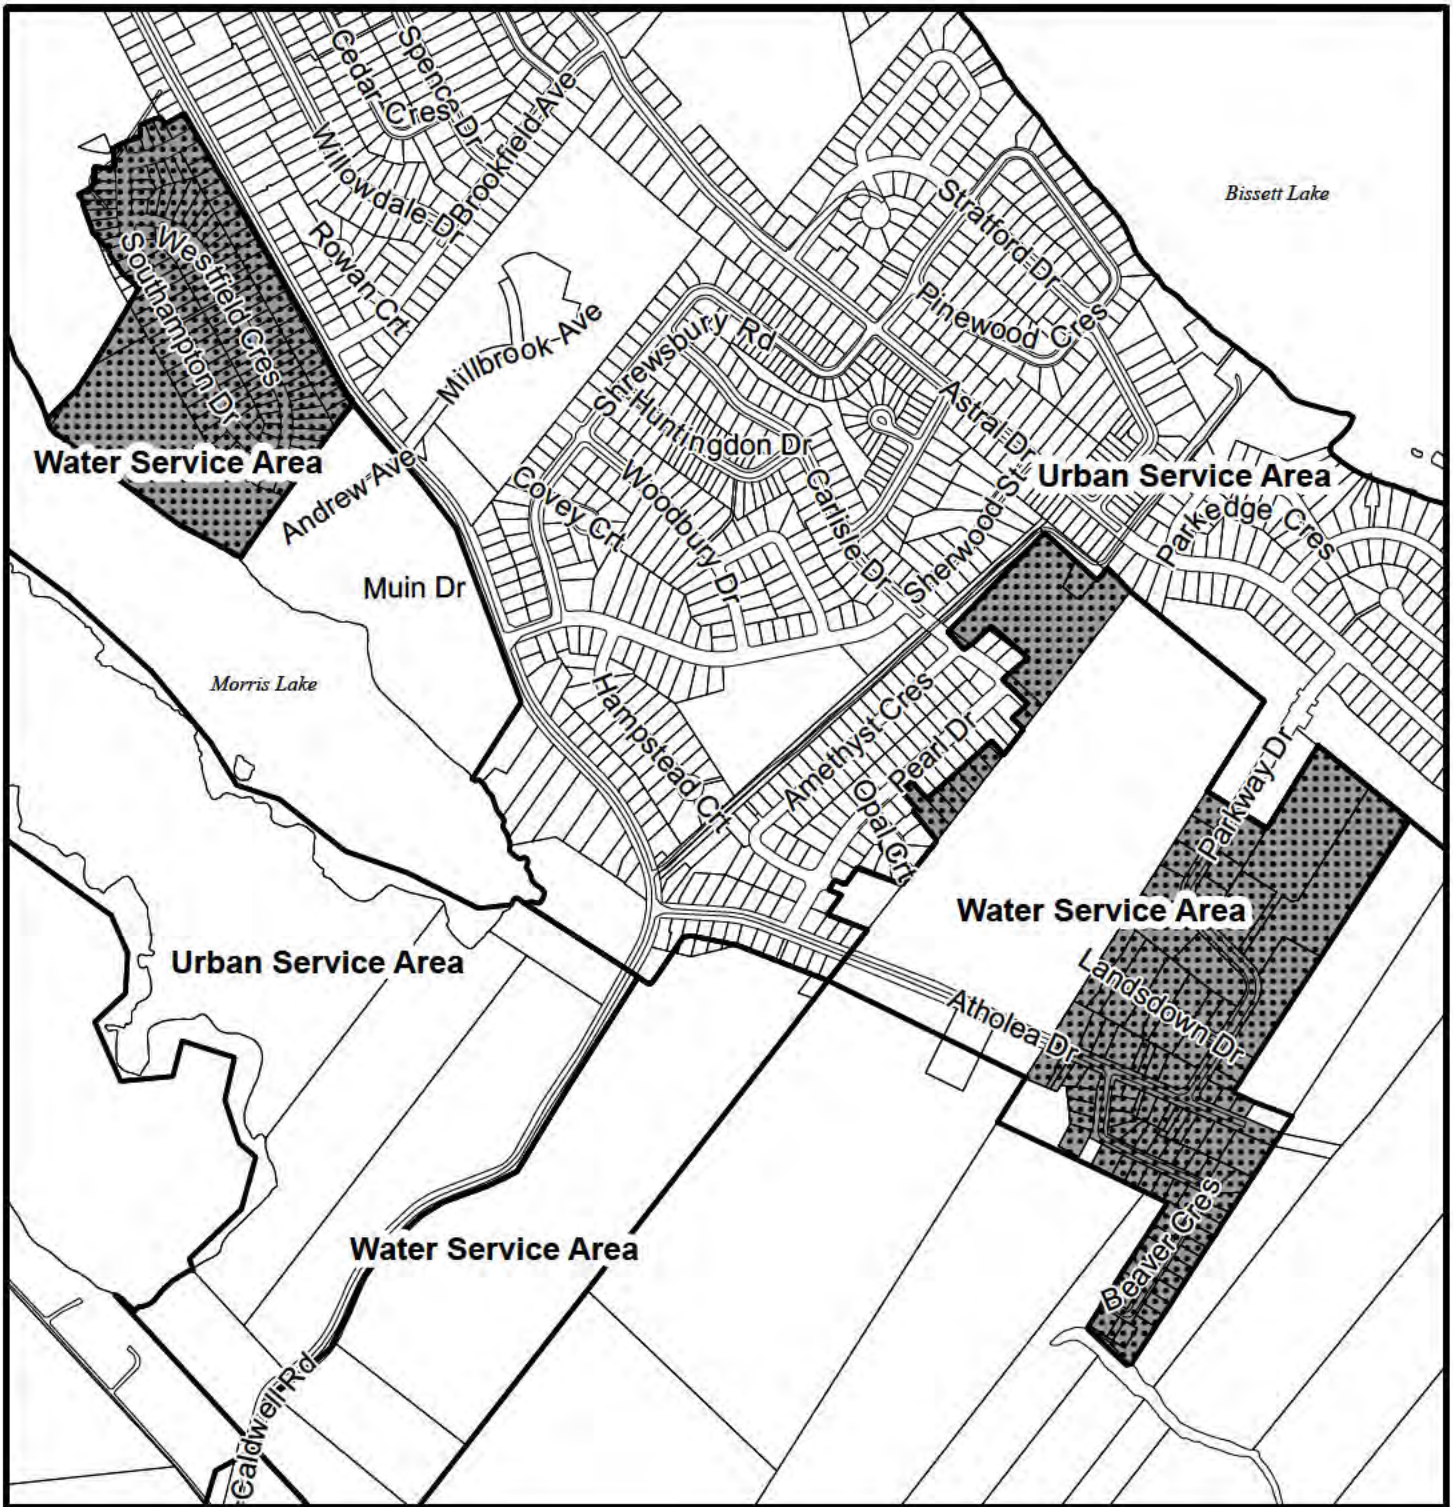 Cedar Cres
Spence Dr
Brookfield Ave
Willowdale Dr
Rowan Crt
Bissett Lake
Stratford Dr
Pinewood Cres
Westfield Cres
Southampton Dr
Millbrook Ave
Shrewsbury Rd
Huntingdon Dr
Astral Dr
Water Service Area
Andrew Ave
Covey Crt
Woodbury Dr
Carlisle Dr
Sherwood St
Urban Service Area
Parkedge Cres
Muin Dr
Morris Lake
Hampstead Crt
Amethyst Cres
Pearl Dr
Opal Crt
Parkway Dr
Water Service Area
Urban Service Area
Landsdown Dr
Atholea Dr
Water Service Area
Beaver Cres
Caldwell Rd